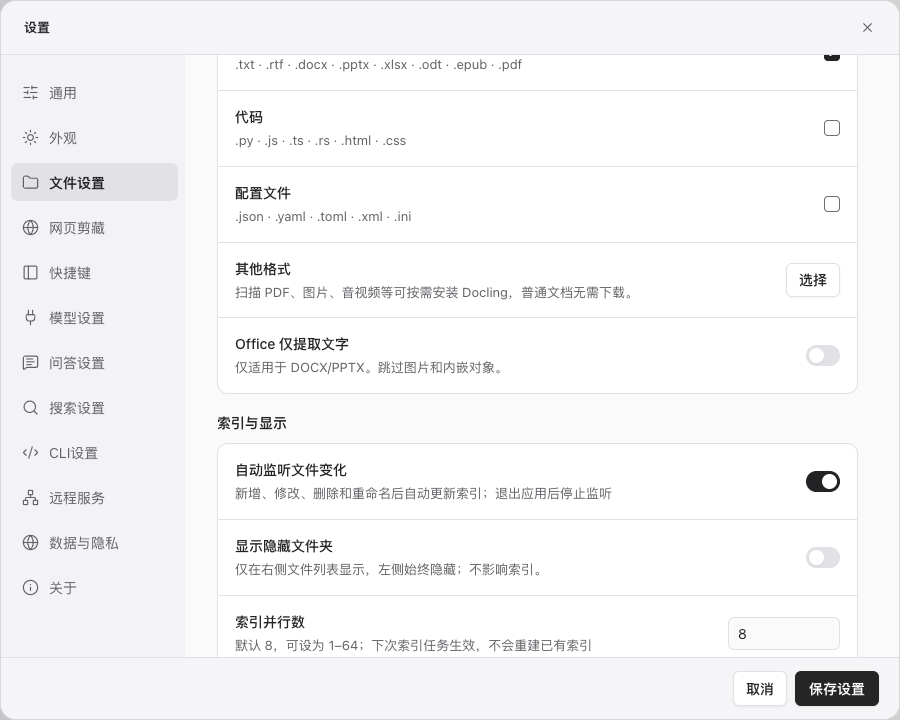 设置
通用
外观
文件设置
网页剪藏
快捷键
模型设置
问答设置
搜索设置
CLI设置
远程服务
数据与隐私
关于
.txt · .rtf · .docx · .pptx · .xlsx · .odt · .epub · .pdf
代码
.py · .js · .ts · .rs · .html · .css
配置文件
.json · .yaml · .toml · .xml · .ini
其他格式
扫描 PDF、图片、音视频等可按需安装 Docling，普通文档无需下载。
选择
Office 仅提取文字
仅适用于 DOCX/PPTX。跳过图片和内嵌对象。
索引与显示
自动监听文件变化
新增、修改、删除和重命名后自动更新索引；退出应用后停止监听
显示隐藏文件夹
仅在右侧文件列表显示，左侧始终隐藏；不影响索引。
索引并行数
默认 8，可设为 1–64；下次索引任务生效，不会重建已有索引
8
取消
保存设置